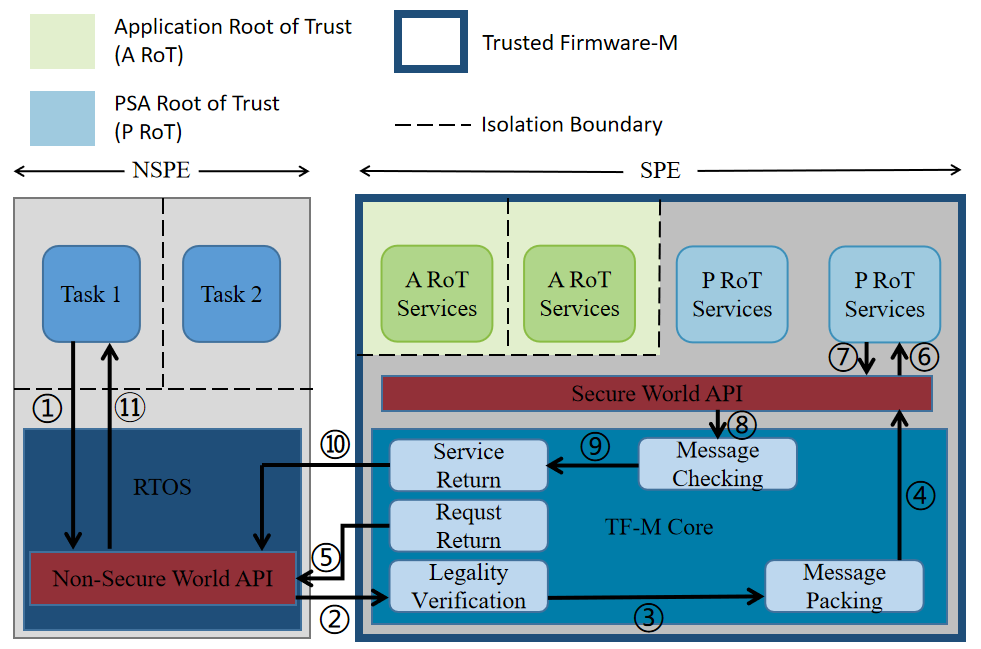 Application Root of Trust
(A RoT)
Trusted Firmware-M
PSA Root of Trust
(P RoT)
Isolation Boundary
NSPE
SPE
Task 1
Task 2
A RoT
Services
A RoT
Services
P RoT
Services
P RoT
Services
⑦
⑥
Secure World API
①
⑪
⑩
⑧
⑨
Service
Return
Message
Checking
RTOS
④
Requst
Return
TF-M Core
⑤
Non-Secure World API
Legality
Verification
Message
Packing
②
③